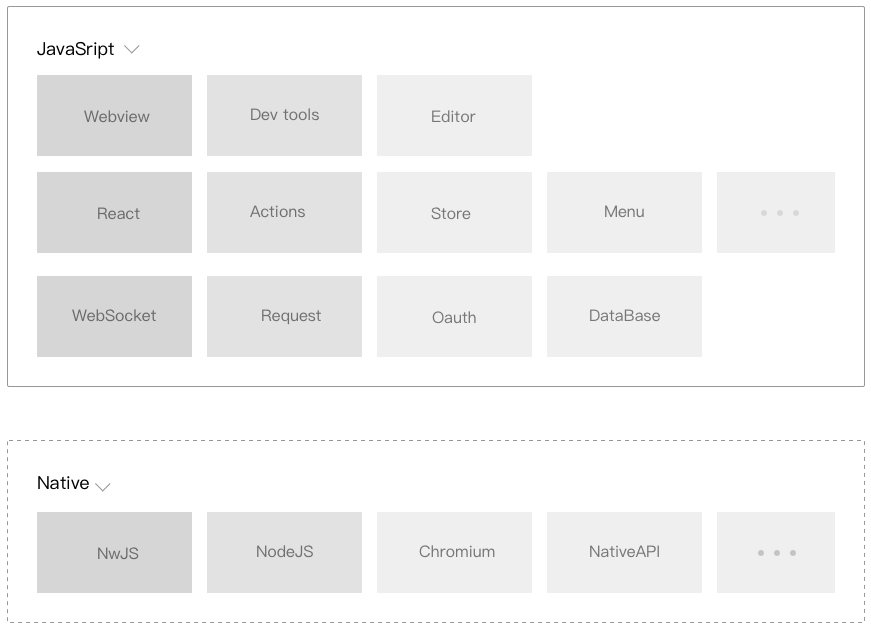 JavaSript
Webview
Dev tools
Editor
React
Actions
Store
Menu
WebSocket
Request
Oauth
DataBase
Native
NwJS
NodeJS
Chromium
NativeAPI